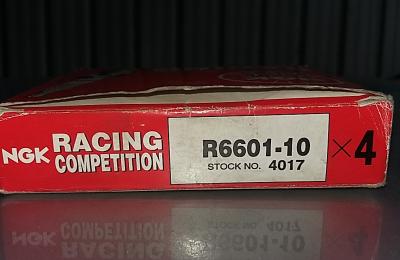 NGK RACING COMPETITION
R6601-10
STOCK NO. 4017
×4